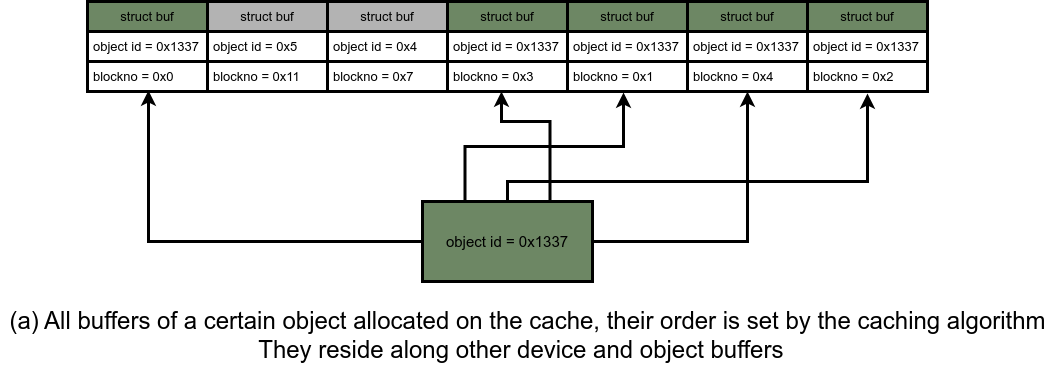 struct buf struct buf struct buf struct buf struct buf struct buf struct buf
object id = 0x1337 object id = 0x5 object id = 0x4 object id = 0x1337 object id = 0x1337 object id = 0x1337 object id = 0x1337
blockno = 0x0 blockno = 0x11 blockno = 0x7 blockno = 0x3 blockno = 0x1 blockno = 0x4 blockno = 0x2
object id = 0x1337
(a) All buffers of a certain object allocated on the cache, their order is set by the caching algorithm
They reside along other device and object buffers